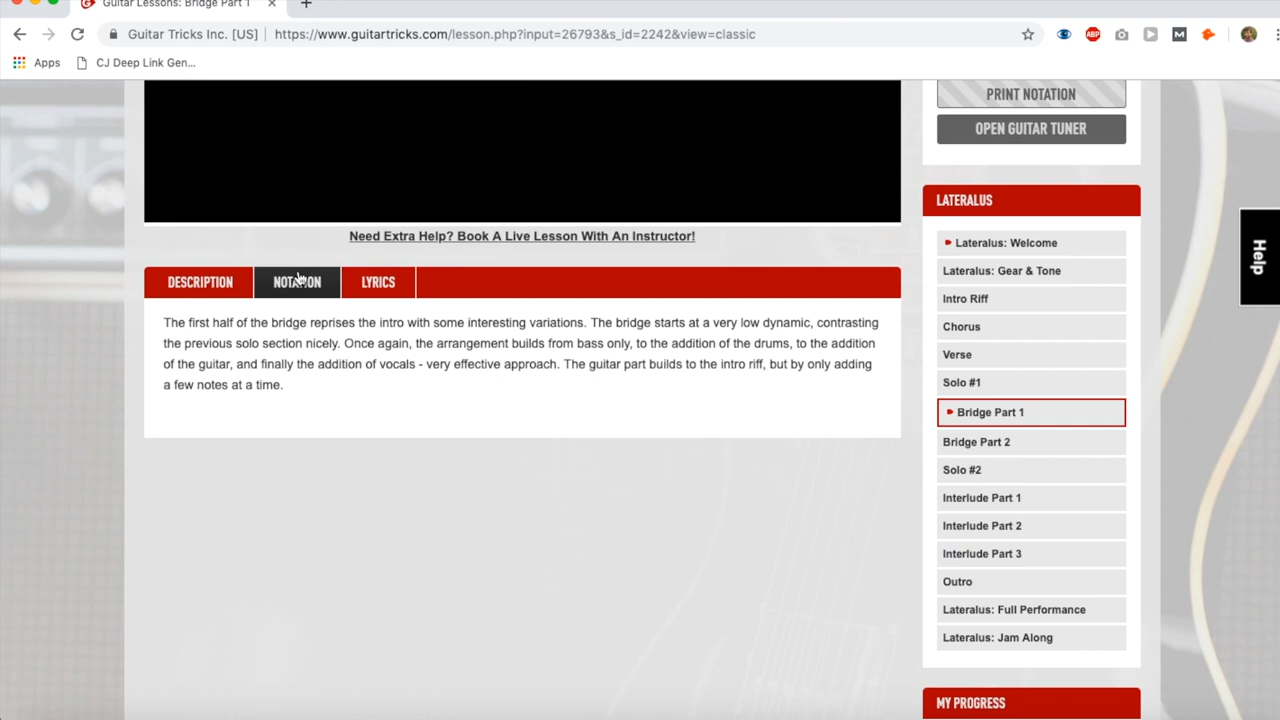 Guitar Lessons: Bridge Part 1
Guitar Tricks Inc. [US] | https://www.guitartricks.com/lesson.php?input=26793&s_id=2242&view=classic
ABP
M
Apps
CJ Deep Link Gen...
PRINT NOTATION
OPEN GUITAR TUNER
Need Extra Help? Book A Live Lesson With An Instructor!
DESCRIPTION
NOTATION
LYRICS
The first half of the bridge reprises the intro with some interesting variations. The bridge starts at a very low dynamic, contrasting
the previous solo section nicely. Once again, the arrangement builds from bass only, to the addition of the drums, to the addition
of the guitar, and finally the addition of vocals - very effective approach. The guitar part builds to the intro riff, but by only adding
a few notes at a time.
LATERALUS
Lateralus: Welcome
Lateralus: Gear & Tone
Intro Riff
Chorus
Verse
Solo #1
Bridge Part 1
Bridge Part 2
Solo #2
Interlude Part 1
Interlude Part 2
Interlude Part 3
Outro
Lateralus: Full Performance
Lateralus: Jam Along
MY PROGRESS
Help